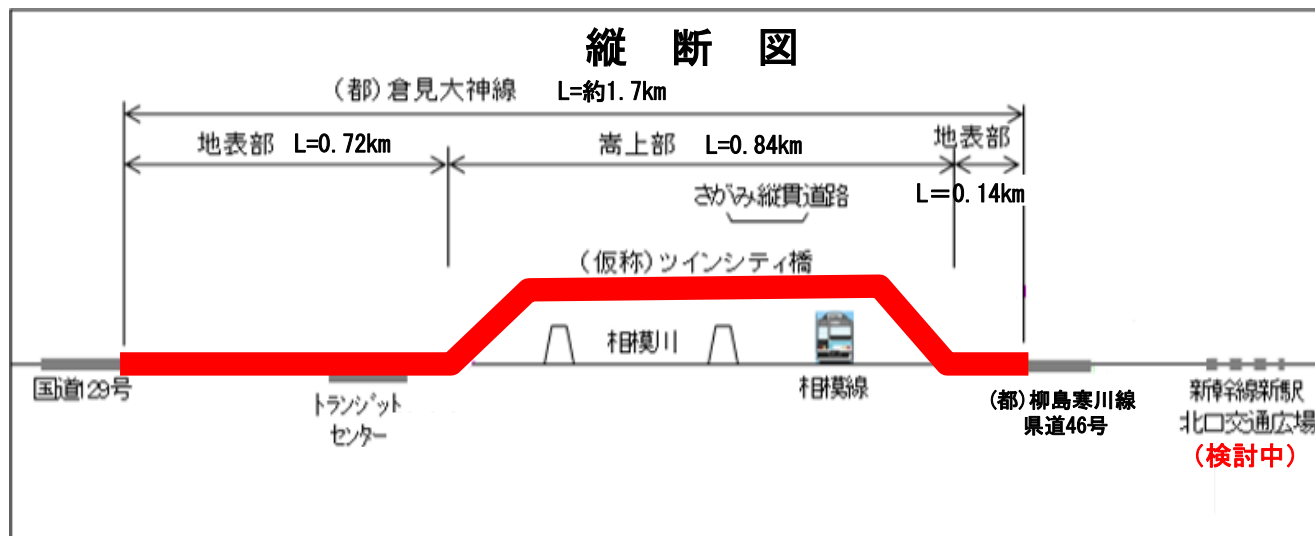 縦 断 図
(都)倉見大神線 L=約1.7km
地表部 L=0.72km
嵩上部 L=0.84km
地表部
L=0.14km
さがみ縦貫道路
(仮称)ツインシティ橋
相模川
国道129号
トランジット
センター
相模線
(都)柳島寒川線
県道46号
新幹線新駅
北口交通広場
(検討中)